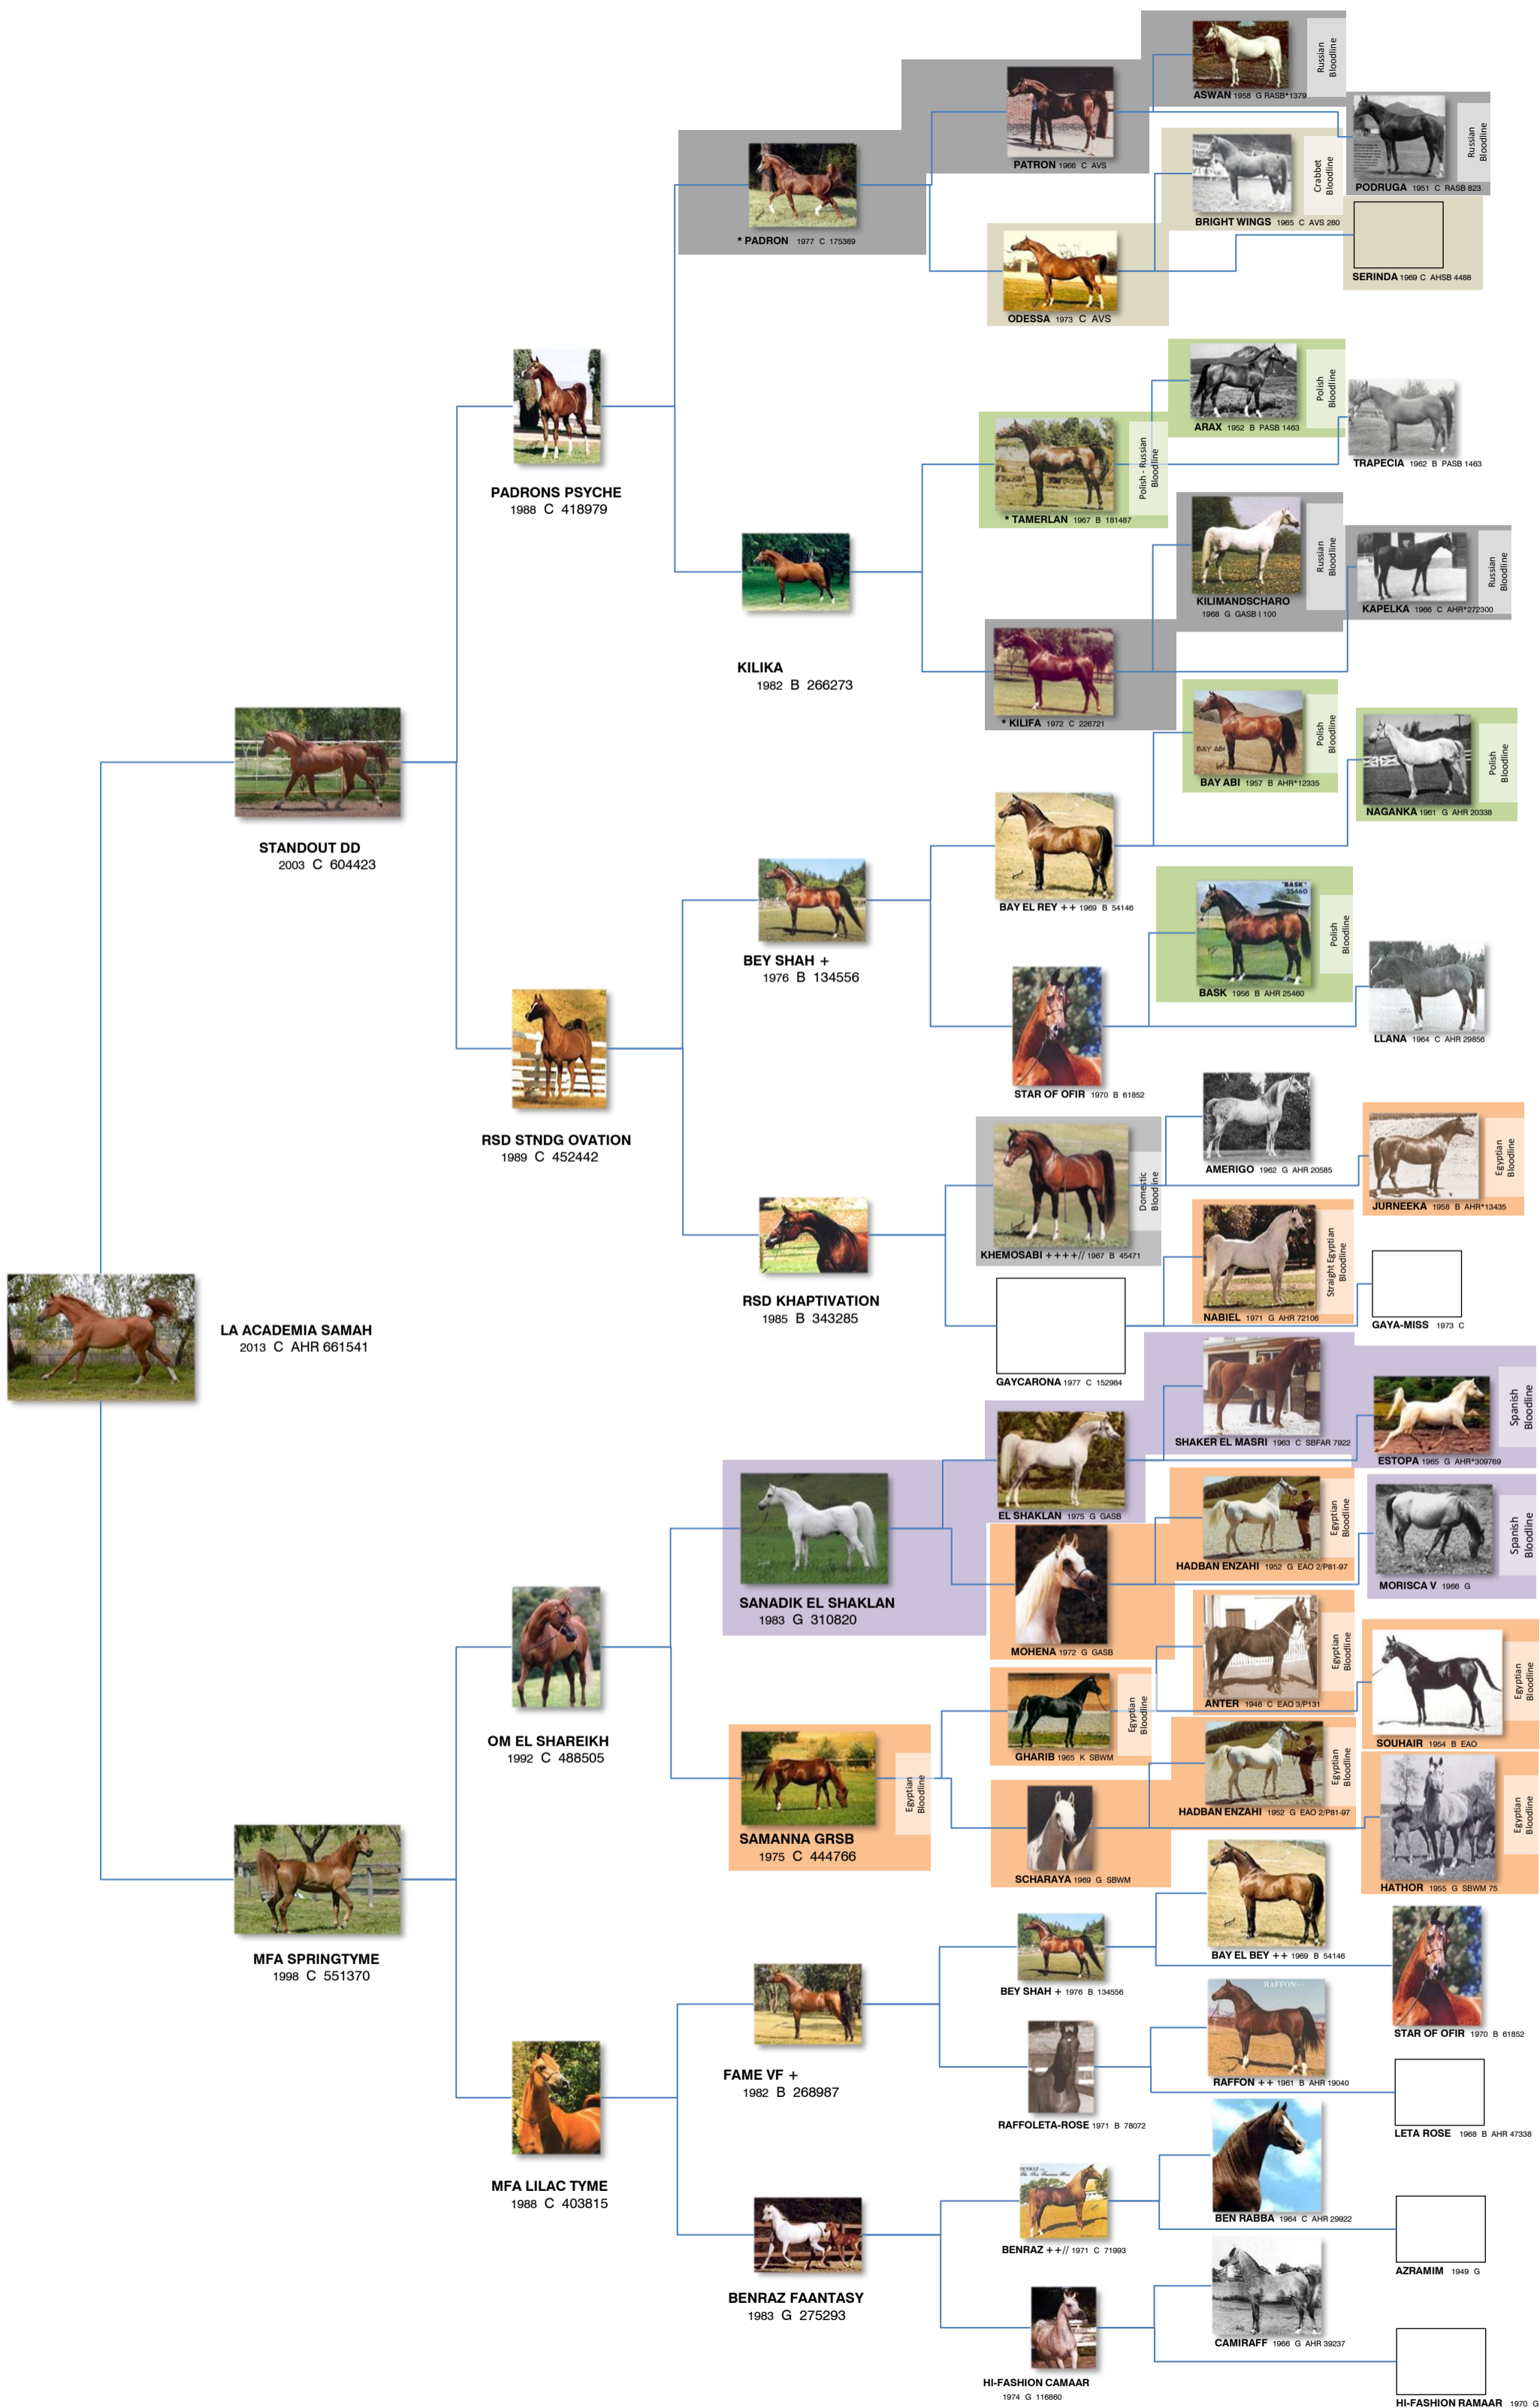 Russian
Bloodline
ASWAN 1958 G RASB*1379
PATRON 1966 C AVS
Russian
Bloodline
PODRUGA 1951 C RASB 823
Crabbet
Bloodline
BRIGHT WINGS 1965 C AVS 280
* PADRON 1977 C 175389
SERINDA 1969 C AHSB 4488
ODESSA 1973 C AVS
Polish
Bloodline
ARAX 1952 B PASB 1463
TRAPECIA 1962 B PASB 1463
PADRONS PSYCHE
1988 C 418979
Polish - Russian
Bloodline
* TAMERLAN 1967 B 181487
Russian
Bloodline
KILIMANDSCHARO
1968 G GASB I 100
Russian
Bloodline
KAPELKA 1966 C AHR*272300
KILIKA
1982 B 266273
* KILIFA 1972 C 226721
BAY ABI
Polish
Bloodline
BAY ABI 1957 B AHR*12335
Polish
Bloodline
NAGANKA 1961 G AHR 20338
STANDOUT DD
2003 C 604423
BAY EL REY ++ 1969 B 54146
BEY SHAH +
1976 B 134556
"BASK"
25460
Polish
Bloodline
BASK 1956 B AHR 25460
LLANA 1964 C AHR 29856
STAR OF OFIR 1970 B 61852
RSD STNDG OVATION
1989 C 452442
AMERIGO 1962 G AHR 20585
Egyptian
Bloodline
JURNEEKA 1958 B AHR*13435
Domestic
Bloodline
KHEMOSABI ++++// 1967 B 45471
RSD KHAPTIVATION
1985 B 343285
Straight Egyptian
Bloodline
NABIEL 1971 G AHR 72106
GAYA-MISS 1973 C
GAYCARONA 1977 C 152984
LA ACADEMIA SAMAH
2013 C AHR 661541
SHAKER EL MASRI 1963 C SBFAR 7922
Spanish
Bloodline
ESTOPA 1965 G AHR*309769
EL SHAKLAN 1975 G GASB
Egyptian
Bloodline
HADBAN ENZAHI 1952 G EAO 2/P81-97
Spanish
Bloodline
MORISCA V 1966 G
SANADIK EL SHAKLAN
1983 G 310820
MOHENA 1972 G GASB
Egyptian
Bloodline
ANTER 1946 C EAO 3/P131
Egyptian
Bloodline
SOUHAIR 1954 B EAO
OM EL SHAREIKH
1992 C 488505
Egyptian
Bloodline
GHARIB 1965 K SBWM
Egyptian
Bloodline
HADBAN ENZAHI 1952 G EAO 2/P81-97
Egyptian
Bloodline
SAMANNA GRSB
1975 C 444766
SCHARAYA 1969 G SBWM
Egyptian
Bloodline
HATHOR 1955 G SBWM 75
MFA SPRINGTYME
1998 C 551370
BAY EL BEY ++ 1969 B 54146
BEY SHAH + 1976 B 134556
STAR OF OFIR 1970 B 61852
FAME VF +
1982 B 268987
RAFFON++
RAFFON ++ 1961 B AHR 19040
RAFFOLETA-ROSE 1971 B 78072
LETA ROSE 1968 B AHR 47338
MFA LILAC TYME
1988 C 403815
BEN RABBA 1964 C AHR 29922
BENRAZ ++// 1971 C 71993
AZRAMIM 1949 G
BENRAZ FAANTASY
1983 G 275293
CAMIRAFF 1966 G AHR 39237
HI-FASHION CAMAAR
1974 G 116860
HI-FASHION RAMAAR 1970 G